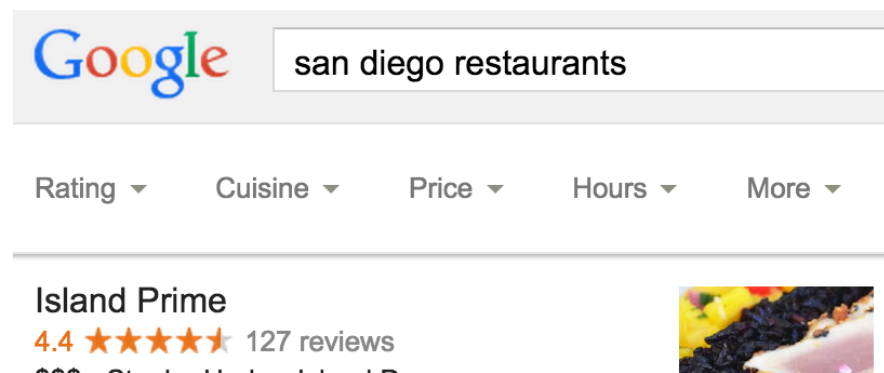 Google
san diego restaurants
Rating Cuisine Price Hours More
Island Prime
4.4 127 reviews